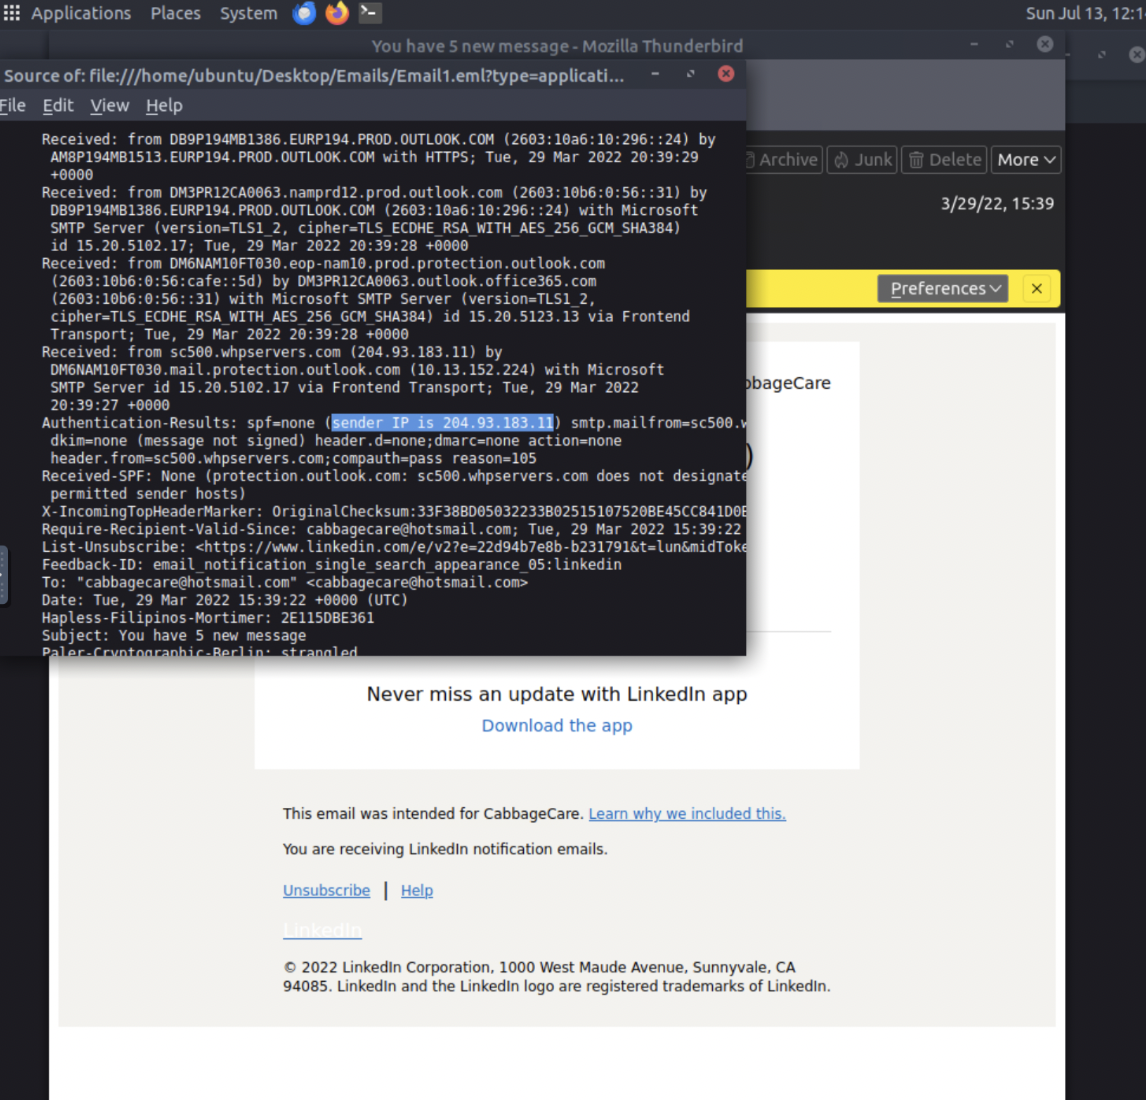 Applications Places System Sun Jul 13, 12:1
You have 5 new message - Mozilla Thunderbird
Source of: file:///home/ubuntu/Desktop/Emails/Email1.eml?type=applicati...
File Edit View Help
Received: from DB9P194MB1386.EURP194.PROD.OUTLOOK.COM (2603:10a6:10:296::24) by
AM8P194MB1513.EURP194.PROD.OUTLOOK.COM with HTTPS; Tue, 29 Mar 2022 20:39:29
+0000
Received: from DM3PR12CA0063.namprd12.prod.outlook.com (2603:10b6:0:56::31) by
DB9P194MB1386.EURP194.PROD.OUTLOOK.COM (2603:10a6:10:296::24) with Microsoft
SMTP Server (version=TLS1_2, cipher=TLS_ECDHE_RSA_WITH_AES_256_GCM_SHA384)
id 15.20.5102.17; Tue, 29 Mar 2022 20:39:28 +0000
Received: from DM6NAM10FT030.eop-nam10.prod.protection.outlook.com
(2603:10b6:0:56:cafe::5d) by DM3PR12CA0063.outlook.office365.com
(2603:10b6:0:56::31) with Microsoft SMTP Server (version=TLS1_2,
cipher=TLS_ECDHE_RSA_WITH_AES_256_GCM_SHA384) id 15.20.5123.13 via Frontend
Transport; Tue, 29 Mar 2022 20:39:28 +0000
Received: from sc500.whpservers.com (204.93.183.11) by
DM6NAM10FT030.mail.protection.outlook.com (10.13.152.224) with Microsoft
SMTP Server id 15.20.5102.17 via Frontend Transport; Tue, 29 Mar 2022
20:39:27 +0000
Authentication-Results: spf=none (sender IP is 204.93.183.11) smtp.mailfrom=sc500.w
dkim=none (message not signed) header.d=none;dmarc=none action=none
header.from=sc500.whpservers.com;compauth=pass reason=105
Received-SPF: None (protection.outlook.com: sc500.whpservers.com does not designate
permitted sender hosts)
X-IncomingTopHeaderMarker: OriginalChecksum:33F38BD05032233B02515107520BE45CC841D0E
Require-Recipient-Valid-Since: cabbagecare@hotsmail.com; Tue, 29 Mar 2022 15:39:22
List-Unsubscribe: <https://www.linkedin.com/e/v2?e=22d94b7e8b-b231791&t=lun&midToke
Feedback-ID: email_notification_single_search_appearance_05:linkedin
To: "cabbagecare@hotsmail.com" <cabbagecare@hotsmail.com>
Date: Tue, 29 Mar 2022 15:39:22 +0000 (UTC)
Hapless-Filipinos-Mortimer: 2E115DBE361
Subject: You have 5 new message
Paler-Cryptographic-Berlin: strangled
Archive Junk Delete More
3/29/22, 15:39
Preferences
bbageCare
)
Never miss an update with LinkedIn app
Download the app
This email was intended for CabbageCare. Learn why we included this.
You are receiving LinkedIn notification emails.
Unsubscribe | Help
LinkedIn
© 2022 LinkedIn Corporation, 1000 West Maude Avenue, Sunnyvale, CA
94085. LinkedIn and the LinkedIn logo are registered trademarks of LinkedIn.